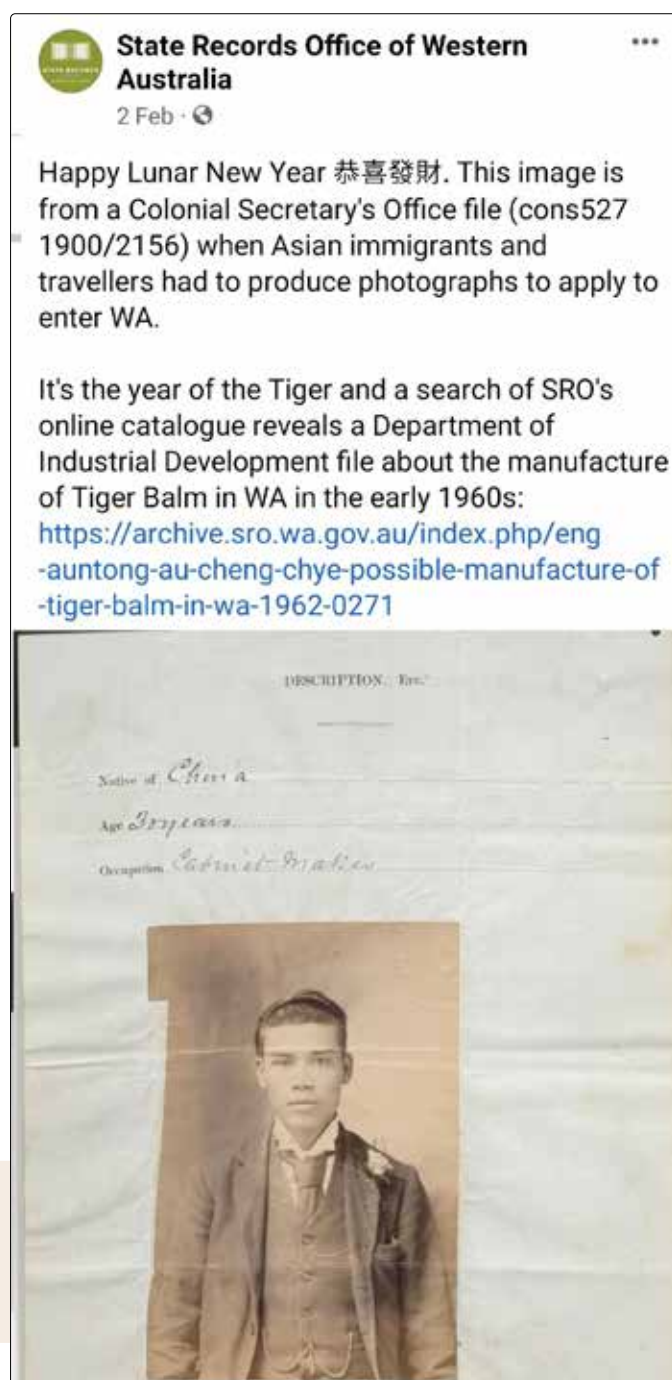 State Records Office of Western
Australia
2 Feb ·
Happy Lunar New Year 恭喜發財. This image is
from a Colonial Secretary's Office file (cons527
1900/2156) when Asian immigrants and
travellers had to produce photographs to apply to
enter WA.
It's the year of the Tiger and a search of SRO's
online catalogue reveals a Department of
Industrial Development file about the manufacture
of Tiger Balm in WA in the early 1960s:
https://archive.sro.wa.gov.au/index.php/eng
-auntong-au-cheng-chye-possible-manufacture-of
-tiger-balm-in-wa-1962-0271
DESCRIPTION, Etc.
Native of China
Age 30 years
Occupation Cabinet Maker